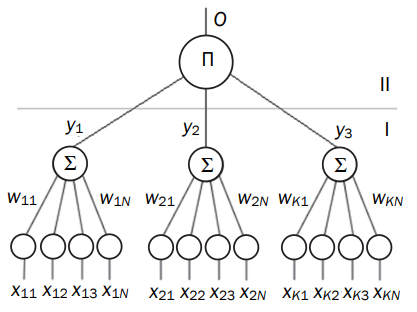 O
Π
II
y1 y2 y3 I
Σ Σ Σ
w11 w1N w21 w2N wK1 wKN
x11 x12 x13 x1N x21 x22 x23 x2N xK1 xK2 xK3 xKN